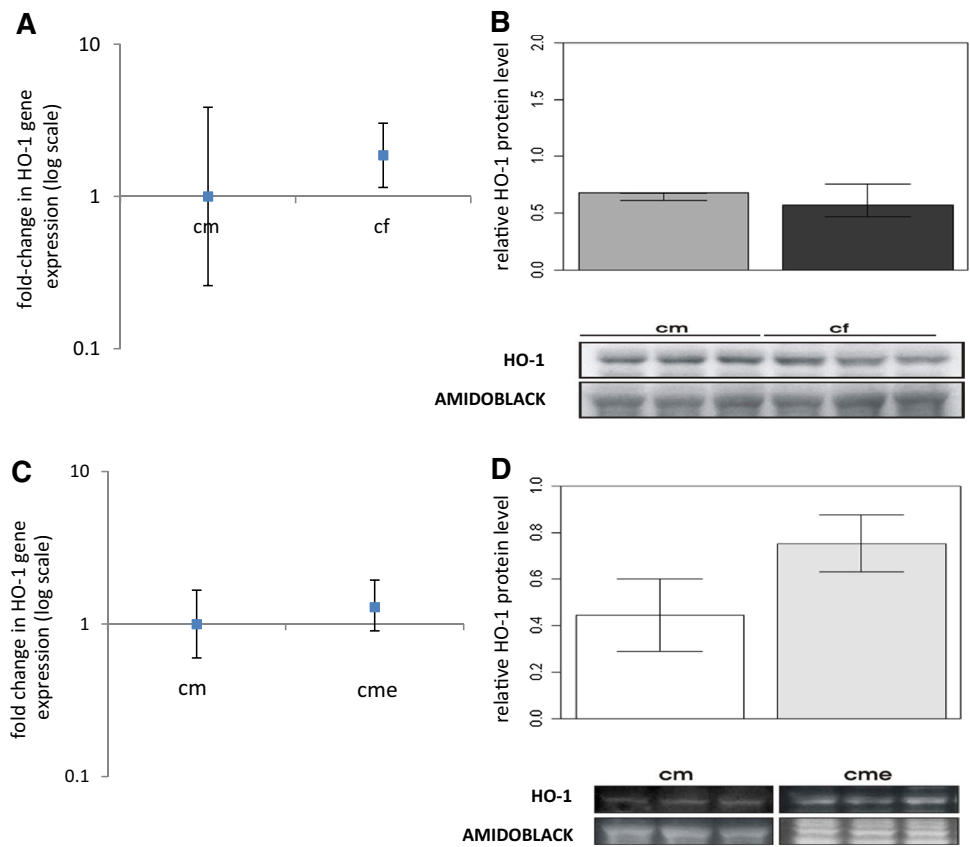 A
10
1
0.1
fold-change in HO-1 gene
expression (log scale)
cm
cf
B
2.0
1.5
1.0
0.5
0.0
relative HO-1 protein level
cm
cf
HO-1
AMIDOBLACK
C
10
1
0.1
fold change in HO-1 gene
expression (log scale)
cm
cme
D
1.0
0.8
0.6
0.4
0.2
0.0
relative HO-1 protein level
cm
cme
HO-1
AMIDOBLACK